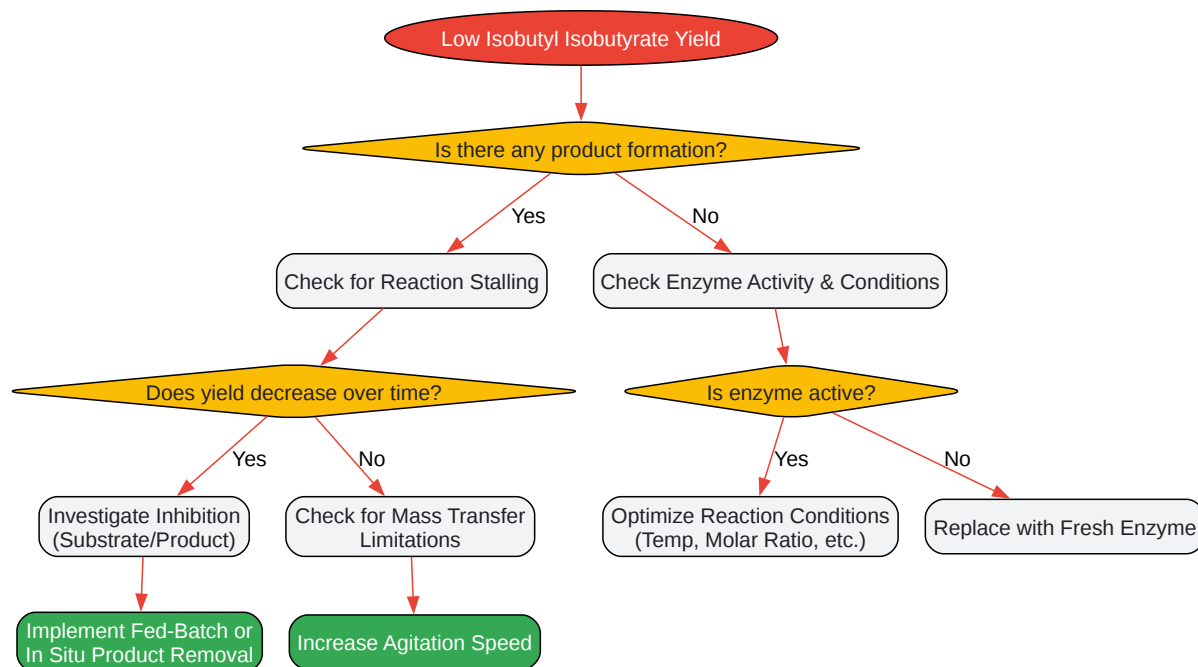 Low Isobutyl Isobutyrate Yield
Is there any product formation?
Yes
No
Check for Reaction Stalling
Check Enzyme Activity & Conditions
Does yield decrease over time?
Is enzyme active?
Yes
No
Yes
No
Investigate Inhibition
(Substrate/Product)
Check for Mass Transfer
Limitations
Optimize Reaction Conditions
(Temp, Molar Ratio, etc.)
Replace with Fresh Enzyme
Implement Fed-Batch or
In Situ Product Removal
Increase Agitation Speed